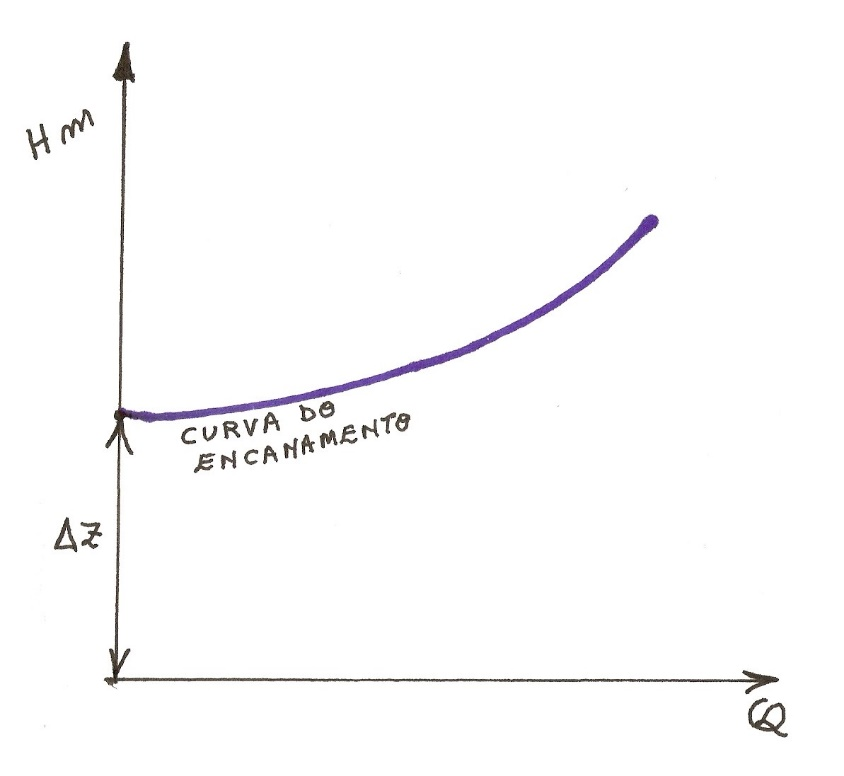 Hm
CURVA DO
ENCANAMENTO
ΔZ
Q